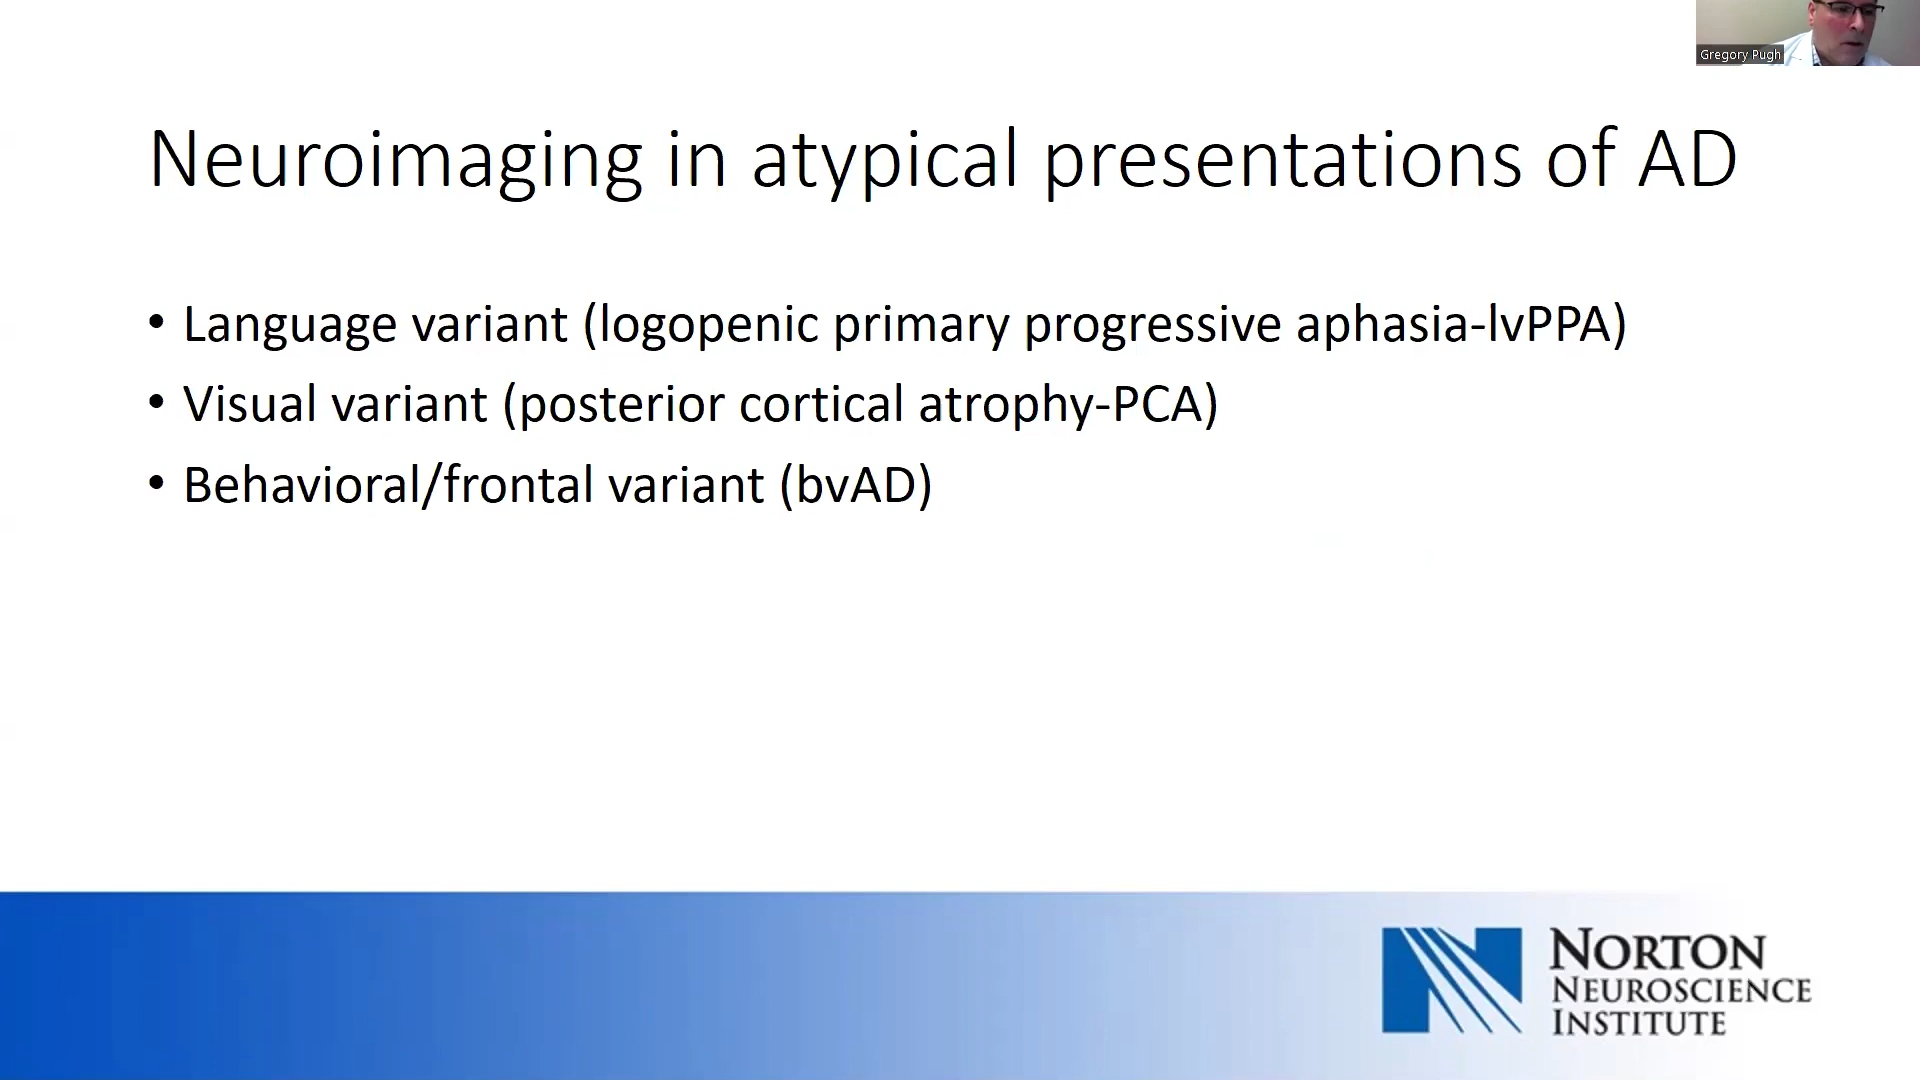 Gregory Pugh
Neuroimaging in atypical presentations of AD
• Language variant (logopenic primary progressive aphasia-lvPPA)
• Visual variant (posterior cortical atrophy-PCA)
• Behavioral/frontal variant (bvAD)
NORTON
NEUROSCIENCE
INSTITUTE